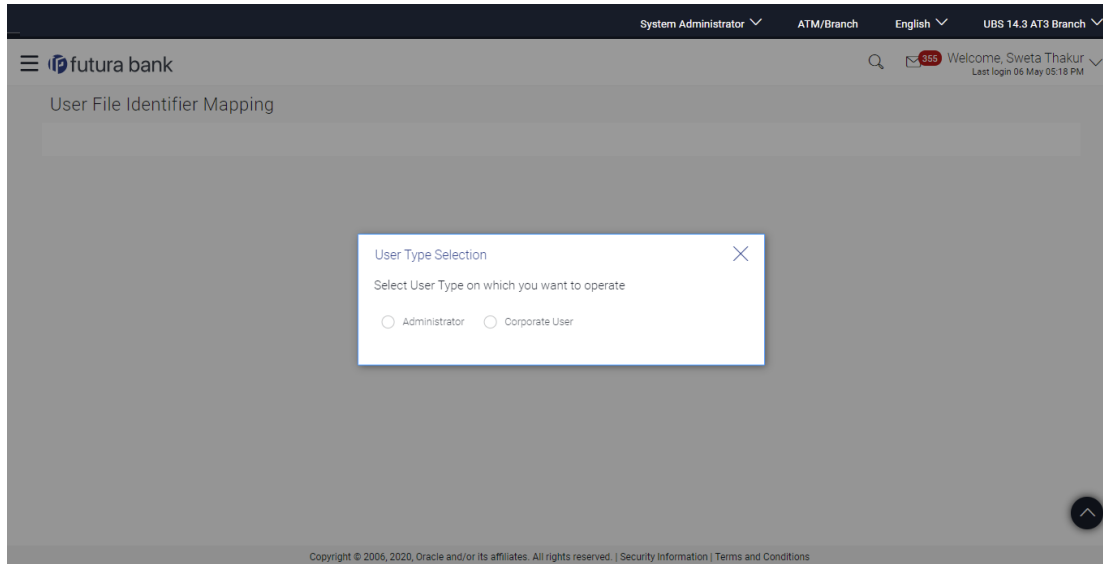 System Administrator ATM/Branch English UBS 14.3 AT3 Branch
futura bank 355 Welcome, Sweta Thakur
Last login 06 May 05:18 PM
User File Identifier Mapping
User Type Selection
Select User Type on which you want to operate
Administrator Corporate User
Copyright © 2006, 2020, Oracle and/or its affiliates. All rights reserved. | Security Information | Terms and Conditions